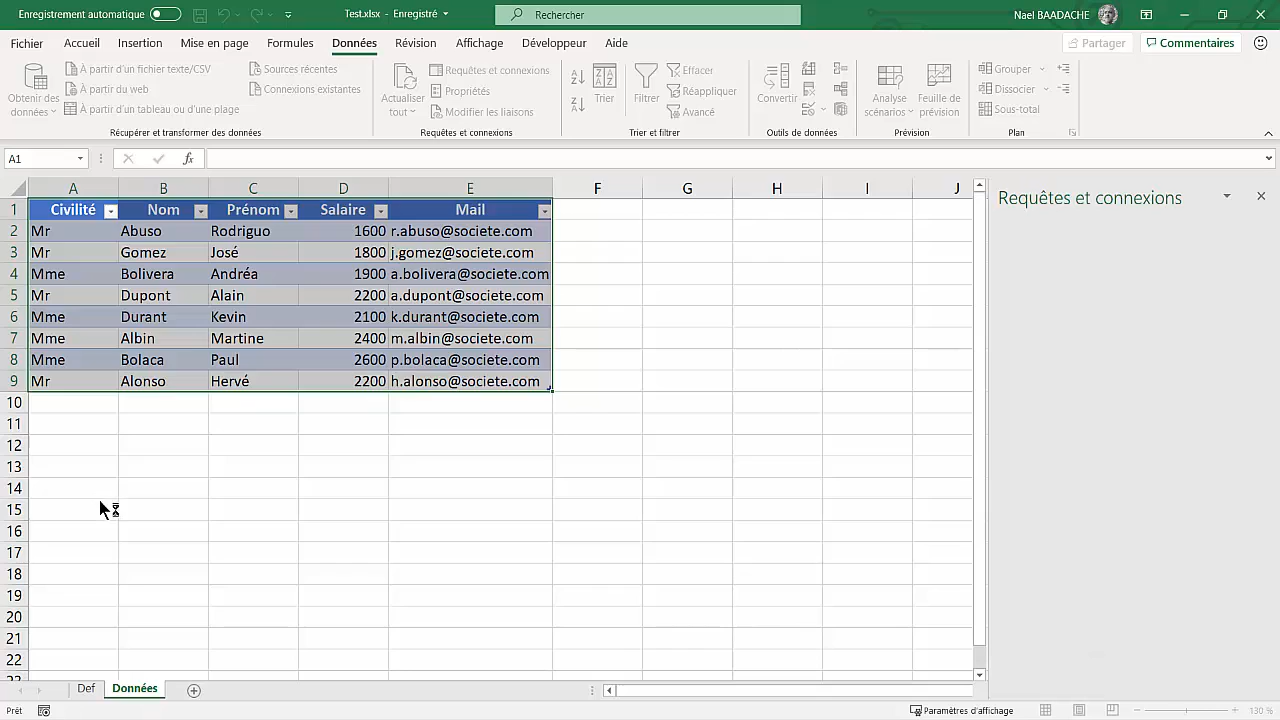 Enregistrement automatique
Test.xlsx - Enregistré
Rechercher
Nael BAADACHE
Fichier Accueil Insertion Mise en page Formules Données Révision Affichage Développeur Aide
Partager
Commentaires
Obtenir des données
À partir d'un fichier texte/CSV
À partir du web
À partir d'un tableau ou d'une plage
Sources récentes
Connexions existantes
Récupérer et transformer des données
Actualiser tout
Requêtes et connexions
Propriétés
Modifier les liaisons
Requêtes et connexions
Trier
Filtrer
Effacer
Réappliquer
Avancé
Trier et filtrer
Convertir
Outils de données
Analyse scénarios
Feuille de prévision
Prévision
Grouper
Dissocier
Sous-total
Plan
A1
fx
A B C D E F G H I J
1 Civilité Nom Prénom Salaire Mail
2 Mr Abuso Rodriguo 1600 r.abuso@societe.com
3 Mr Gomez José 1800 j.gomez@societe.com
4 Mme Bolivera Andréa 1900 a.bolivera@societe.com
5 Mr Dupont Alain 2200 a.dupont@societe.com
6 Mme Durant Kevin 2100 k.durant@societe.com
7 Mme Albin Martine 2400 m.albin@societe.com
8 Mme Bolaca Paul 2600 p.bolaca@societe.com
9 Mr Alonso Hervé 2200 h.alonso@societe.com
10
11
12
13
14
15
16
17
18
19
20
21
22
Requêtes et connexions
Def Données
Prêt
Paramètres d'affichage
130 %